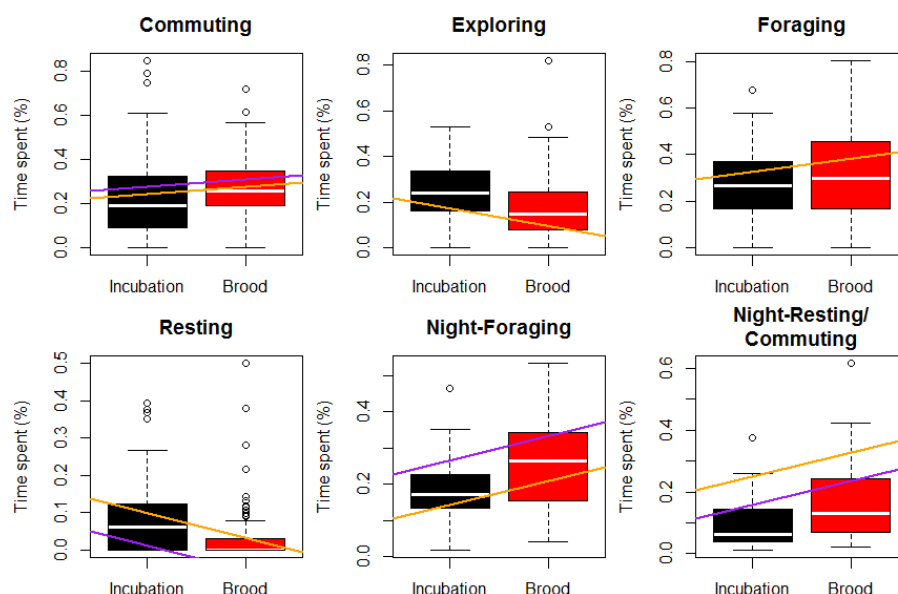 Commuting
Exploring
Foraging
Time spent (%)
0.0 0.2 0.4 0.6 0.8
Incubation Brood
Time spent (%)
0.0 0.2 0.4 0.6 0.8
Incubation Brood
Time spent (%)
0.0 0.2 0.4 0.6 0.8
Incubation Brood
Resting
Night-Foraging
Night-Resting/
Commuting
Time spent (%)
0.0 0.1 0.2 0.3 0.4 0.5
Incubation Brood
Time spent (%)
0.0 0.2 0.4
Incubation Brood
Time spent (%)
0.0 0.2 0.4 0.6
Incubation Brood